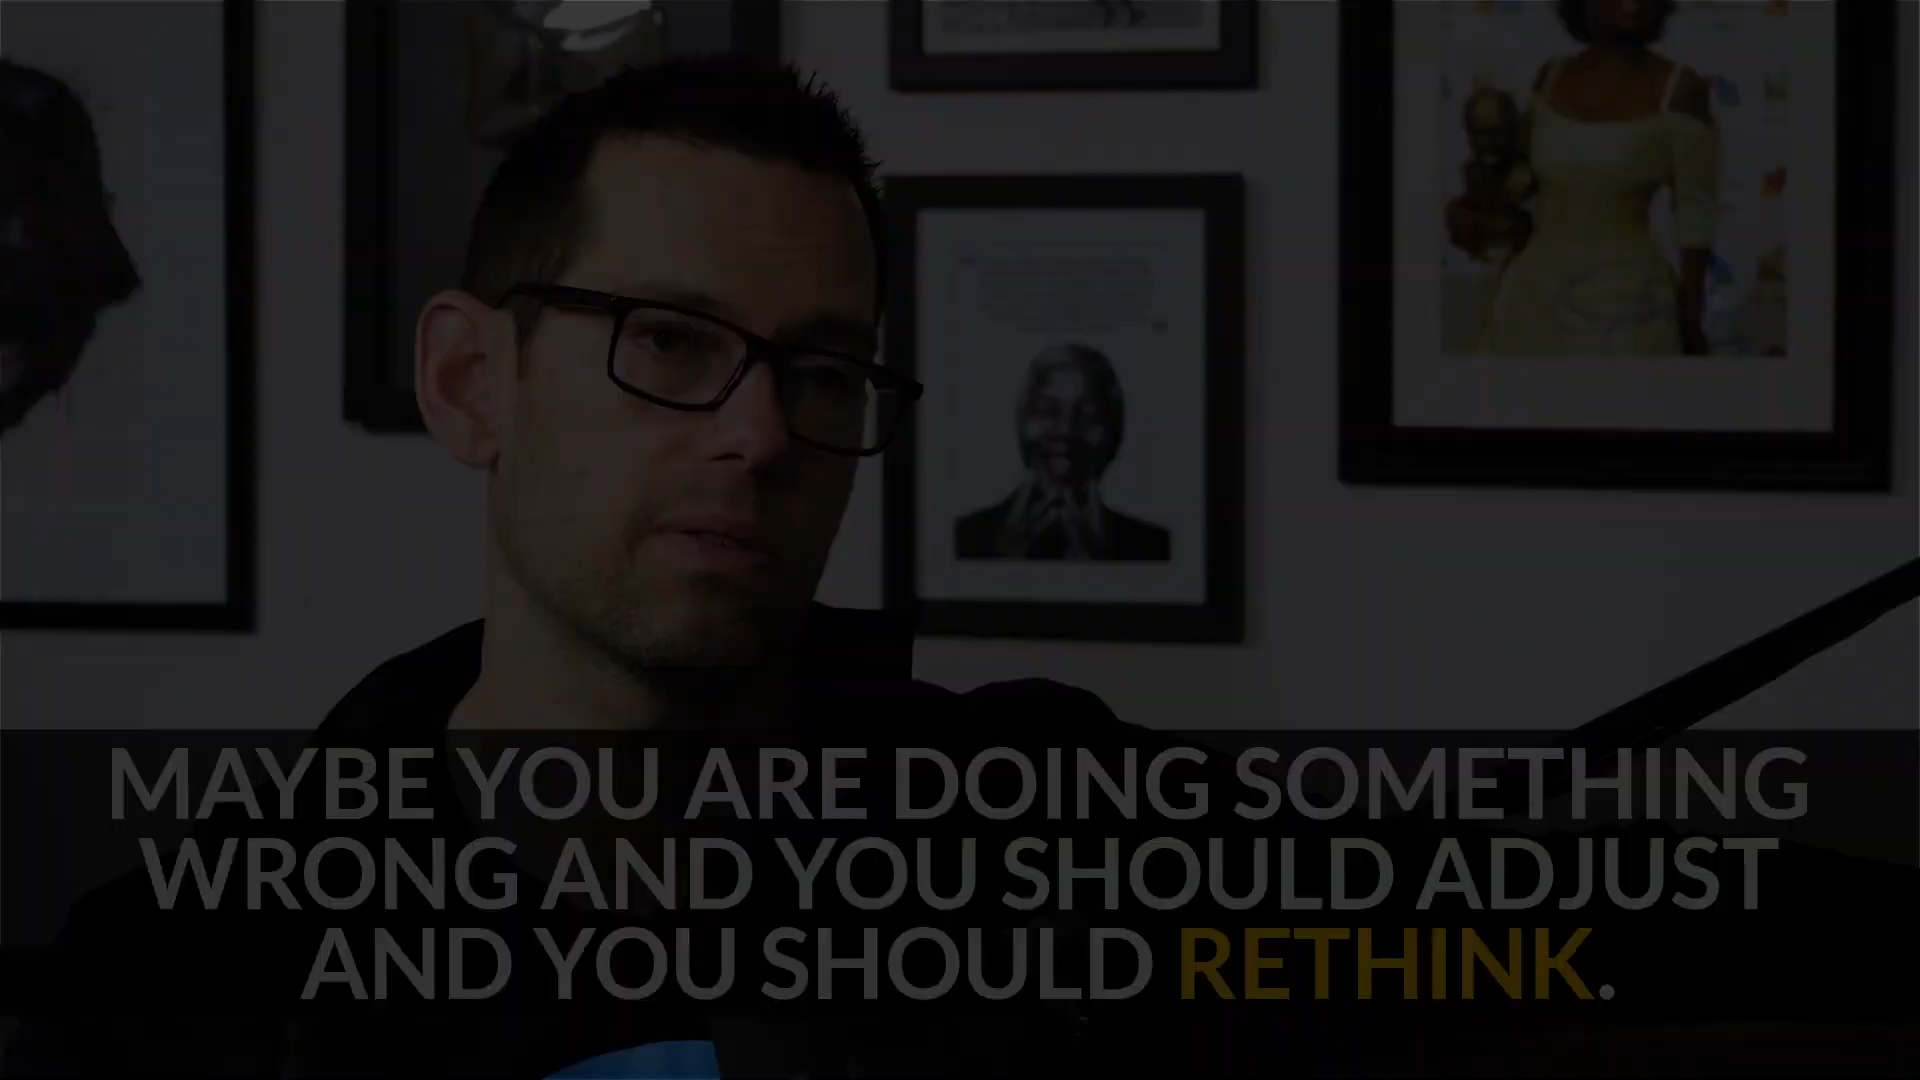 MAYBE YOU ARE DOING SOMETHING
WRONG AND YOU SHOULD ADJUST
AND YOU SHOULD RETHINK.